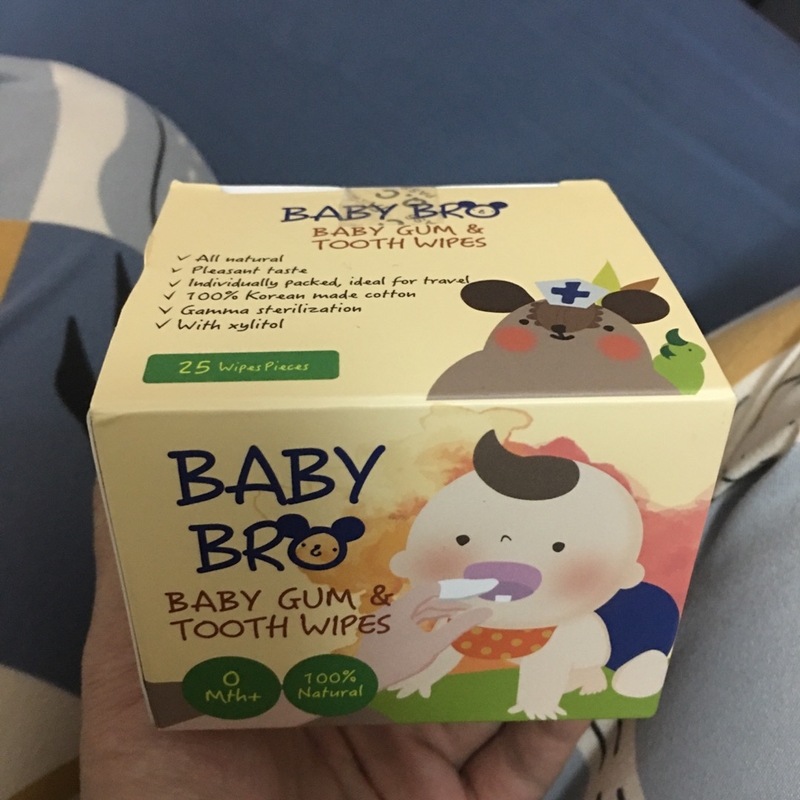 BABY BRO
BABY GUM &
TOOTH WIPES
✓ All natural
✓ Pleasant taste
✓ Individually packed, ideal for travel
✓ 100% Korean made cotton
✓ Gamma sterilization
✓ With xylitol
25 Wipes Pieces
BABY
BRO
BABY GUM &
TOOTH WIPES
0
Mth+
100%
Natural